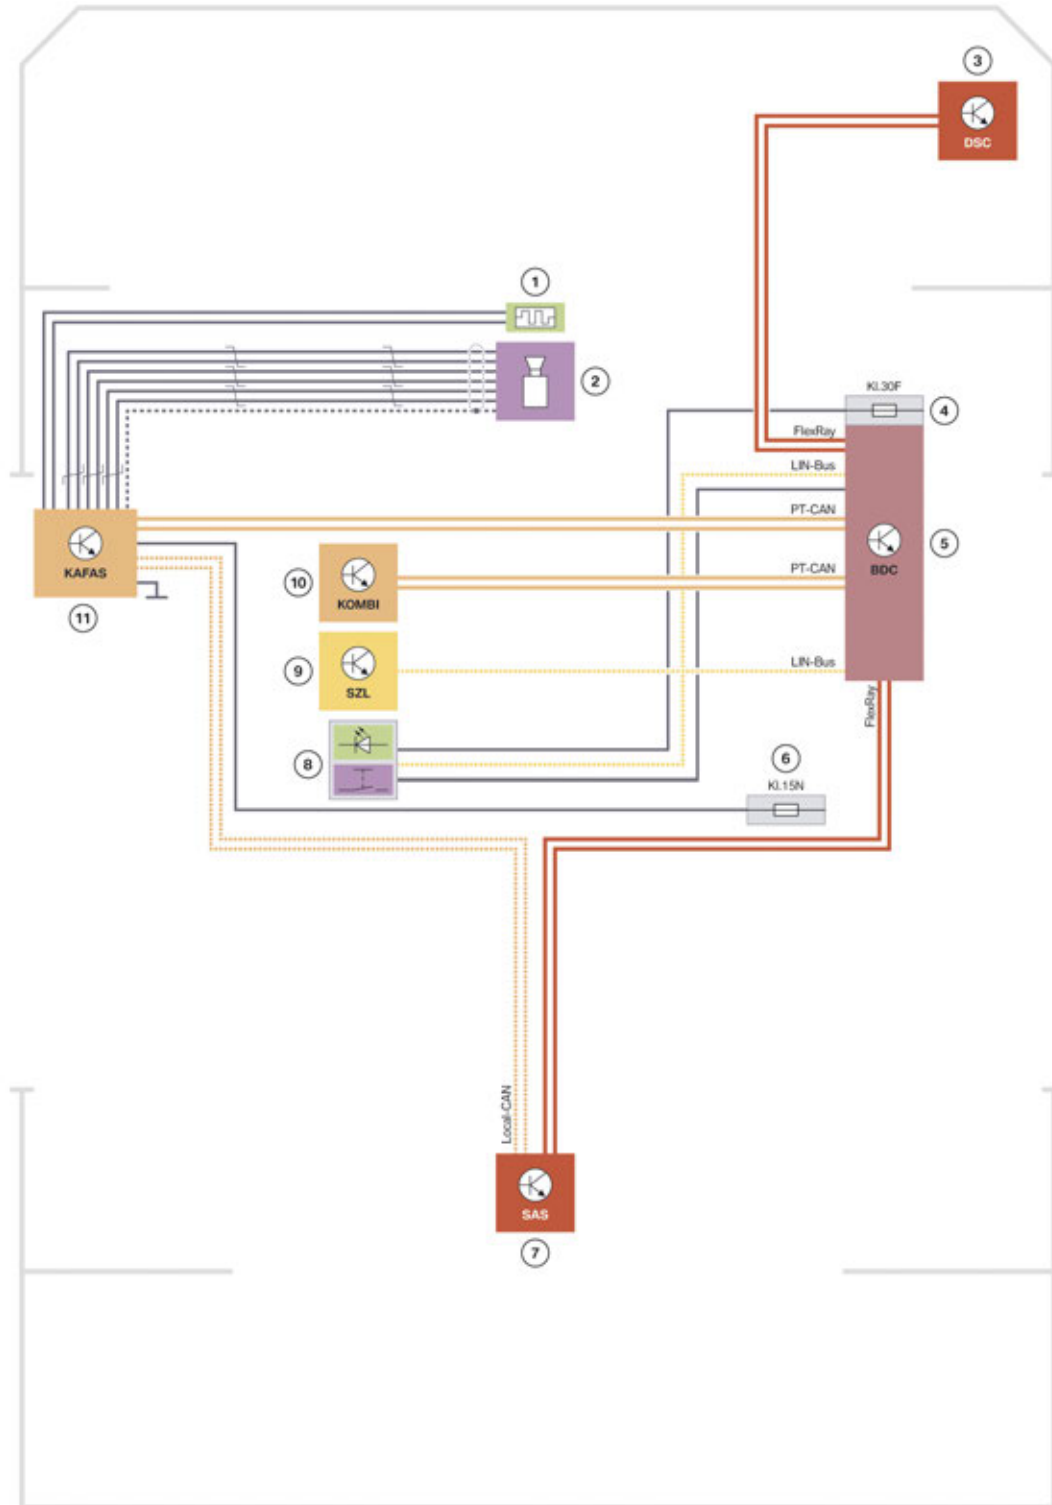 3
DSC
1
2
Kl.30F
4
FlexRay
LIN-Bus
PT-CAN
BDC
5
KAFAS
11
PT-CAN
10
KOMBI
9
SZL
LIN-Bus
FlexRay
8
6
Kl.15N
Local-CAN
SAS
7